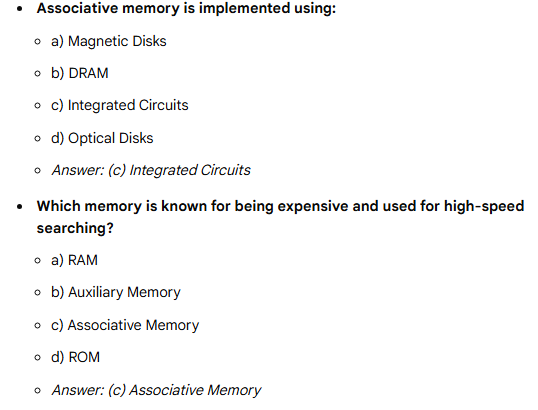 Associative memory is implemented using:
a) Magnetic Disks
b) DRAM
c) Integrated Circuits
d) Optical Disks
Answer: (c) Integrated Circuits
Which memory is known for being expensive and used for high-speed
searching?
a) RAM
b) Auxiliary Memory
c) Associative Memory
d) ROM
Answer: (c) Associative Memory